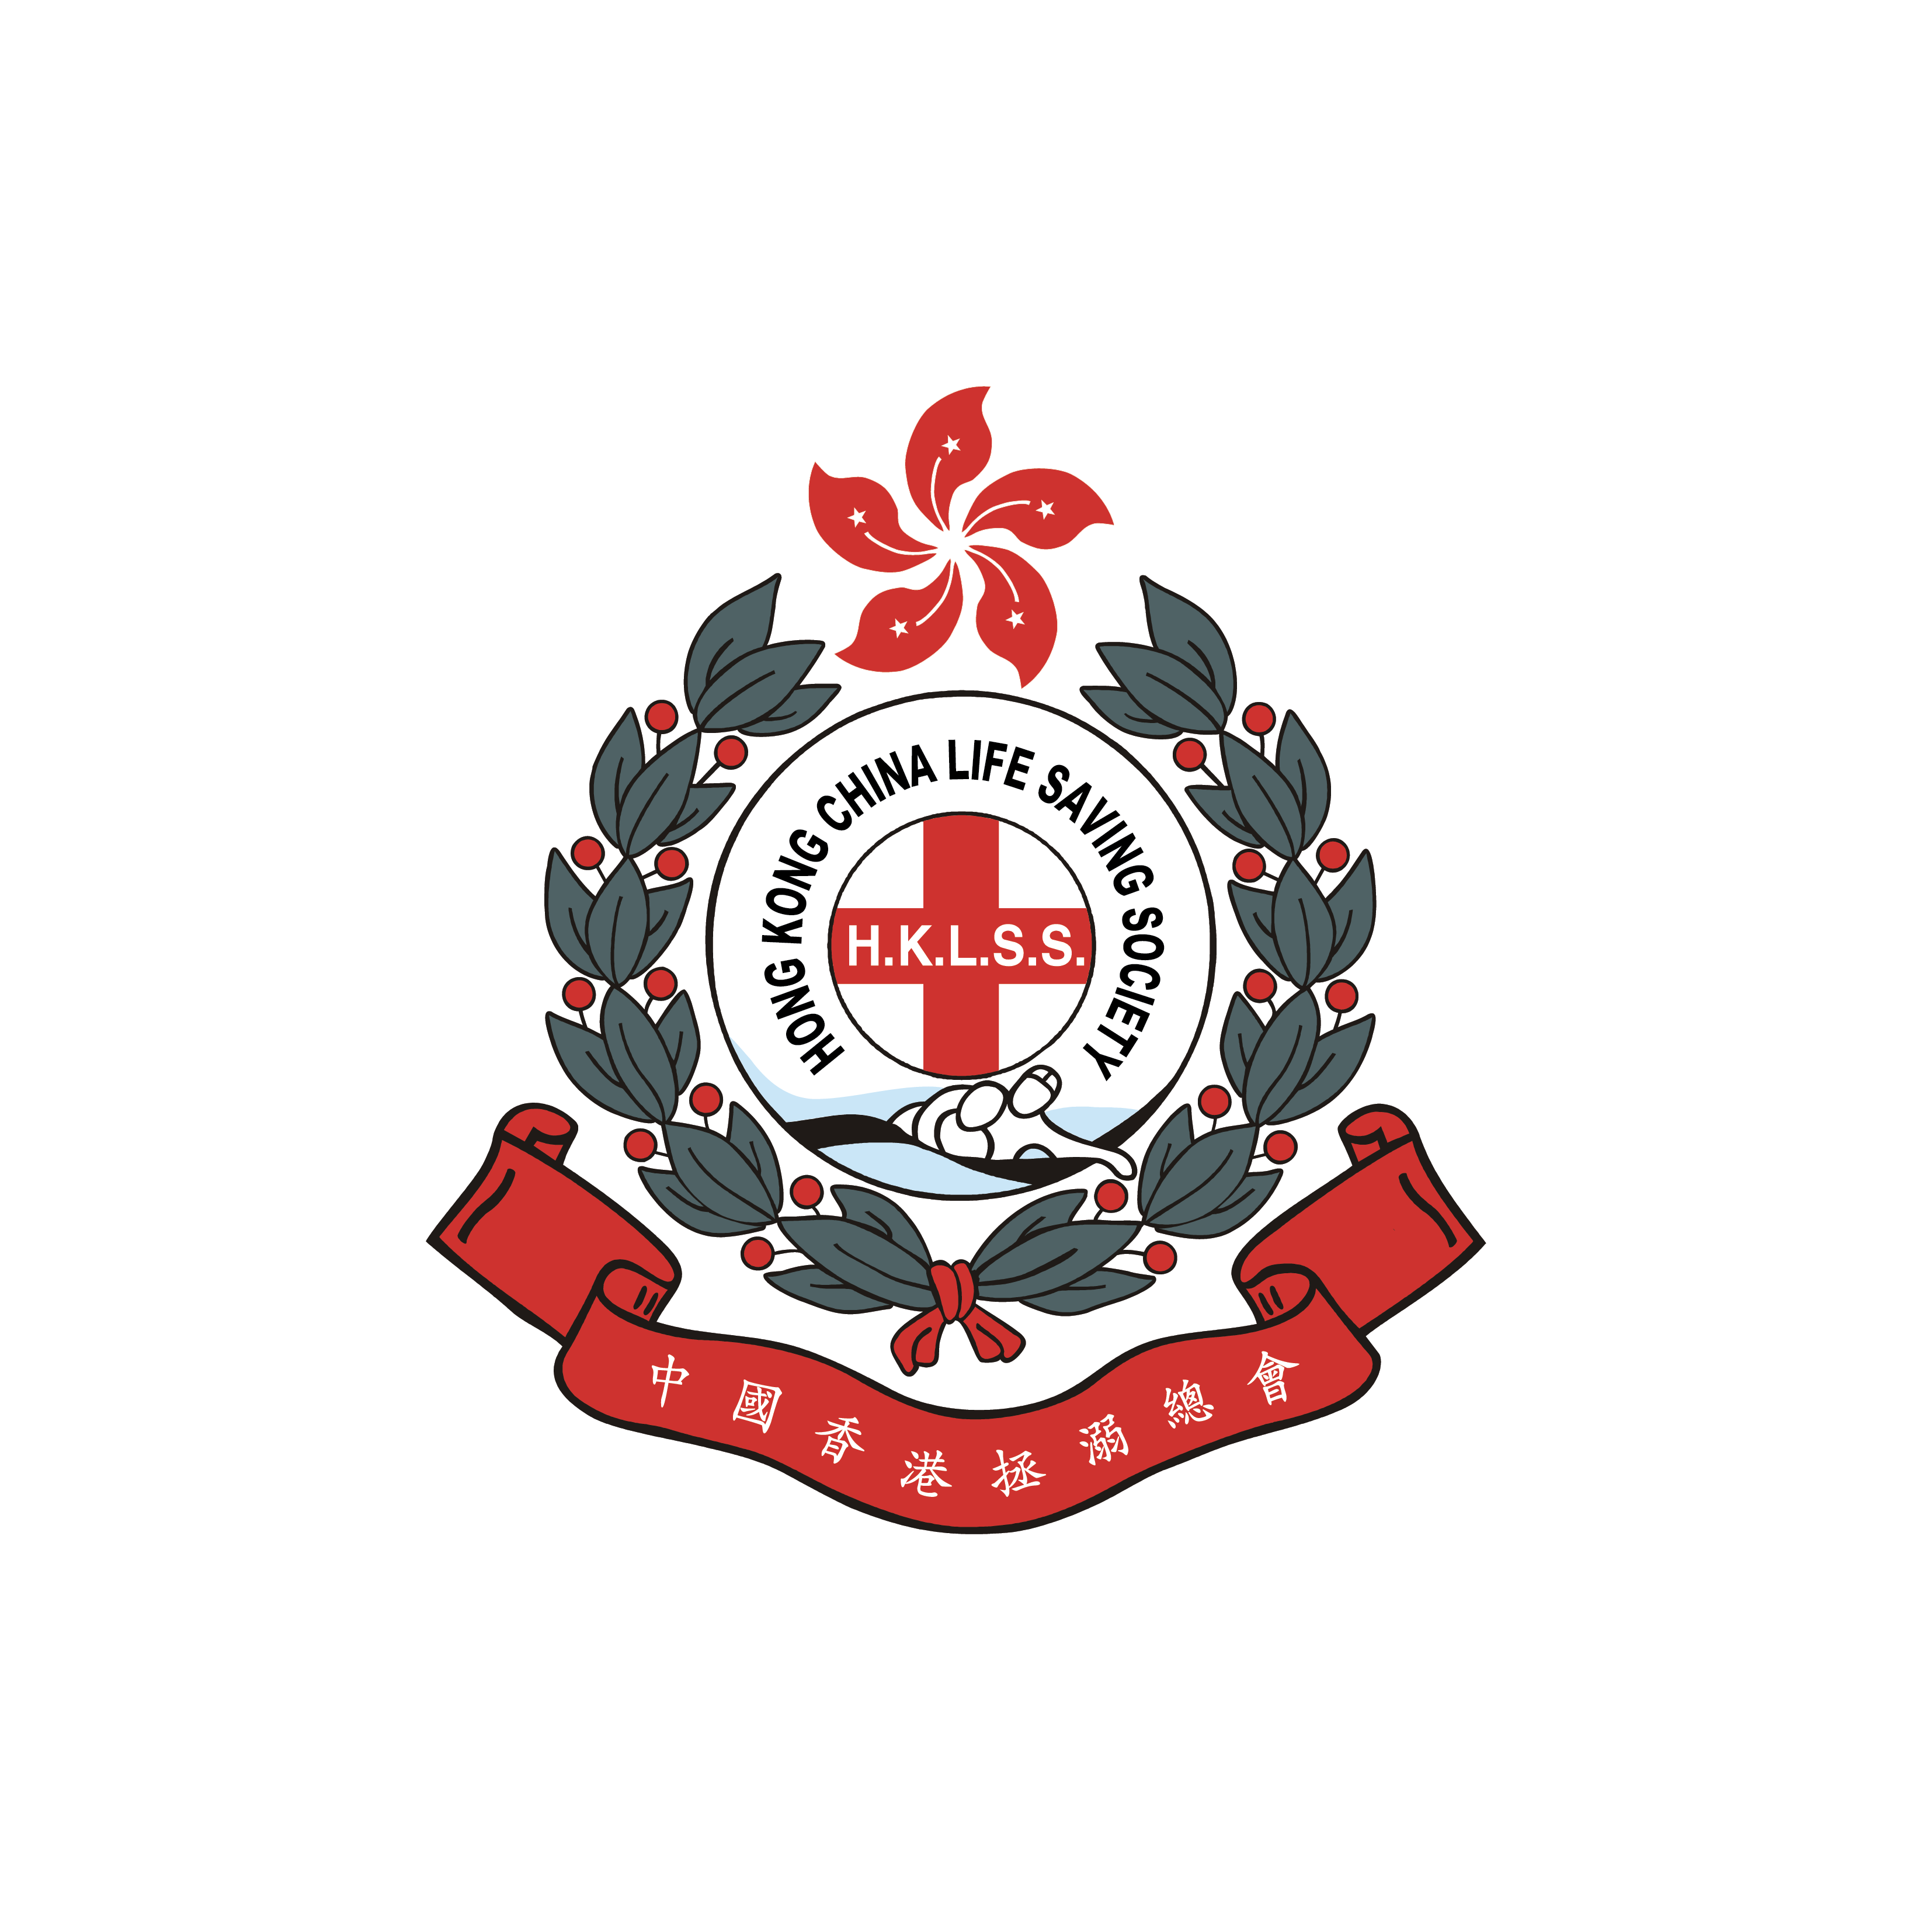 HONG KONG CHINA LIFE SAVING SOCIETY
H.K.L.S.S.
中國香港拯溺總會